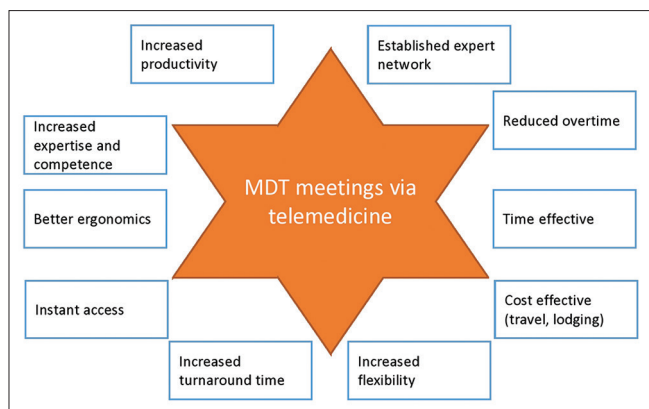 Increased
productivity
Established expert
network
Increased
expertise and
competence
Reduced overtime
MDT meetings via
telemedicine
Better ergonomics
Time effective
Instant access
Cost effective
(travel, lodging)
Increased
turnaround time
Increased
flexibility